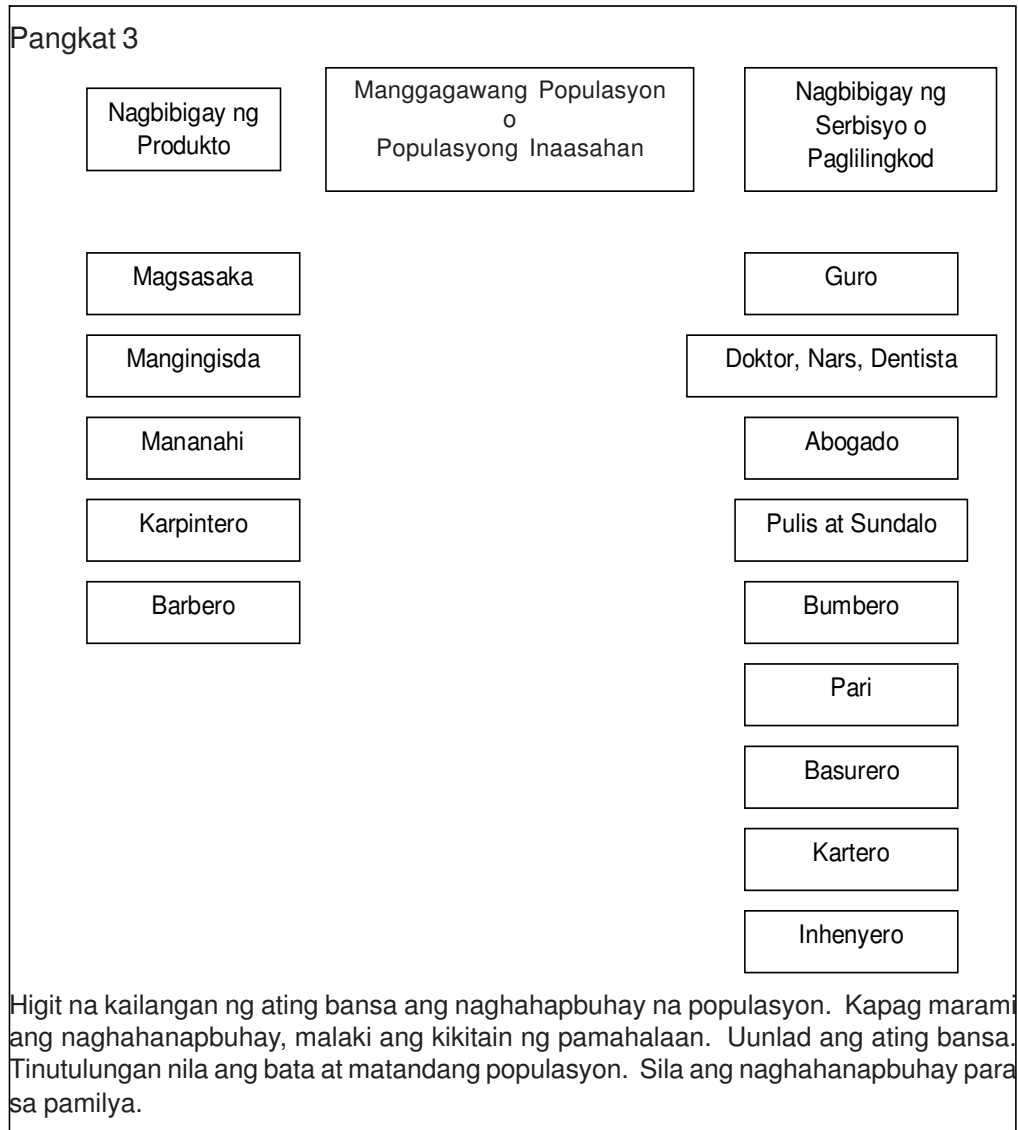 Pangkat 3
Nagbibigay ng
Produkto
Manggagawang Populasyon
o
Populasyong Inaasahan
Nagbibigay ng
Serbisyo o
Paglilingkod
Magsasaka
Guro
Mangingisda
Doktor, Nars, Dentista
Mananahi
Abogado
Karpintero
Pulis at Sundalo
Barbero
Bumbero
Pari
Basurero
Kartero
Inhenyero
Higit na kailangan ng ating bansa ang naghahapbuhay na populasyon. Kapag marami
ang naghahanapbuhay, malaki ang kikitain ng pamahalaan. Uunlad ang ating bansa.
Tinutulungan nila ang bata at matandang populasyon. Sila ang naghahanapbuhay para
sa pamilya.